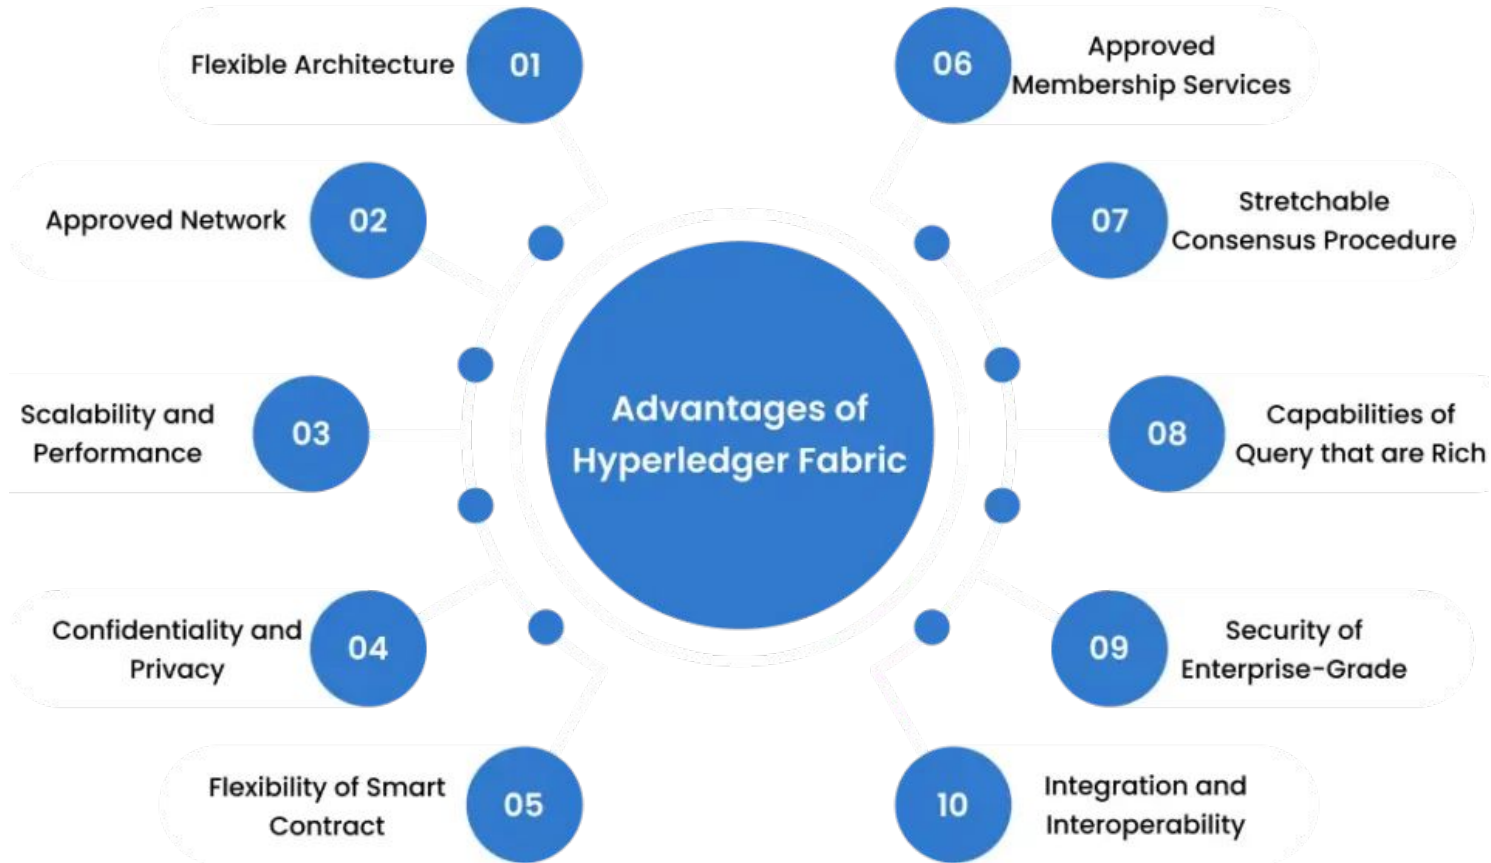 Flexible Architecture
01
Approved Network
02
Scalability and
Performance
03
Confidentiality and
Privacy
04
Flexibility of Smart
Contract
05
Advantages of
Hyperledger Fabric
06
Approved
Membership Services
07
Stretchable
Consensus Procedure
08
Capabilities of
Query that are Rich
09
Security of
Enterprise-Grade
10
Integration and
Interoperability